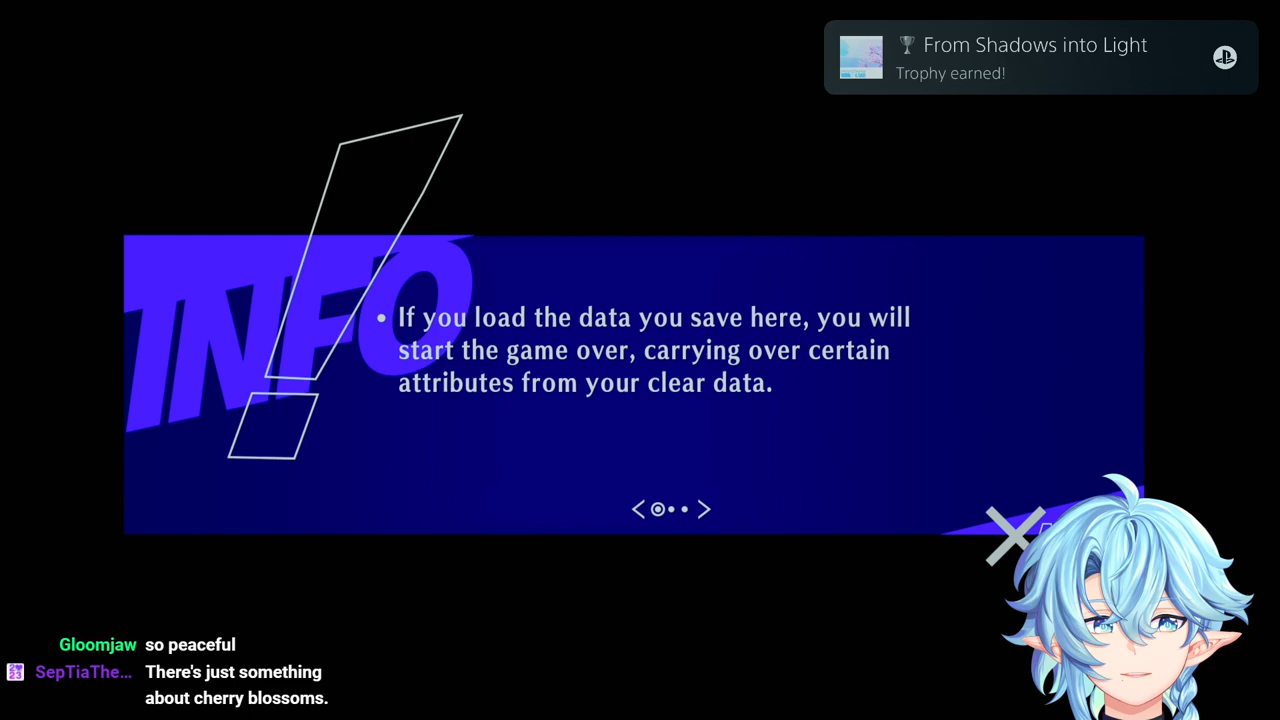 From Shadows into Light
Trophy earned!
INFO
• If you load the data you save here, you will
start the game over, carrying over certain
attributes from your clear data.
Gloomjaw so peaceful
SepTiaThe... There's just something
about cherry blossoms.